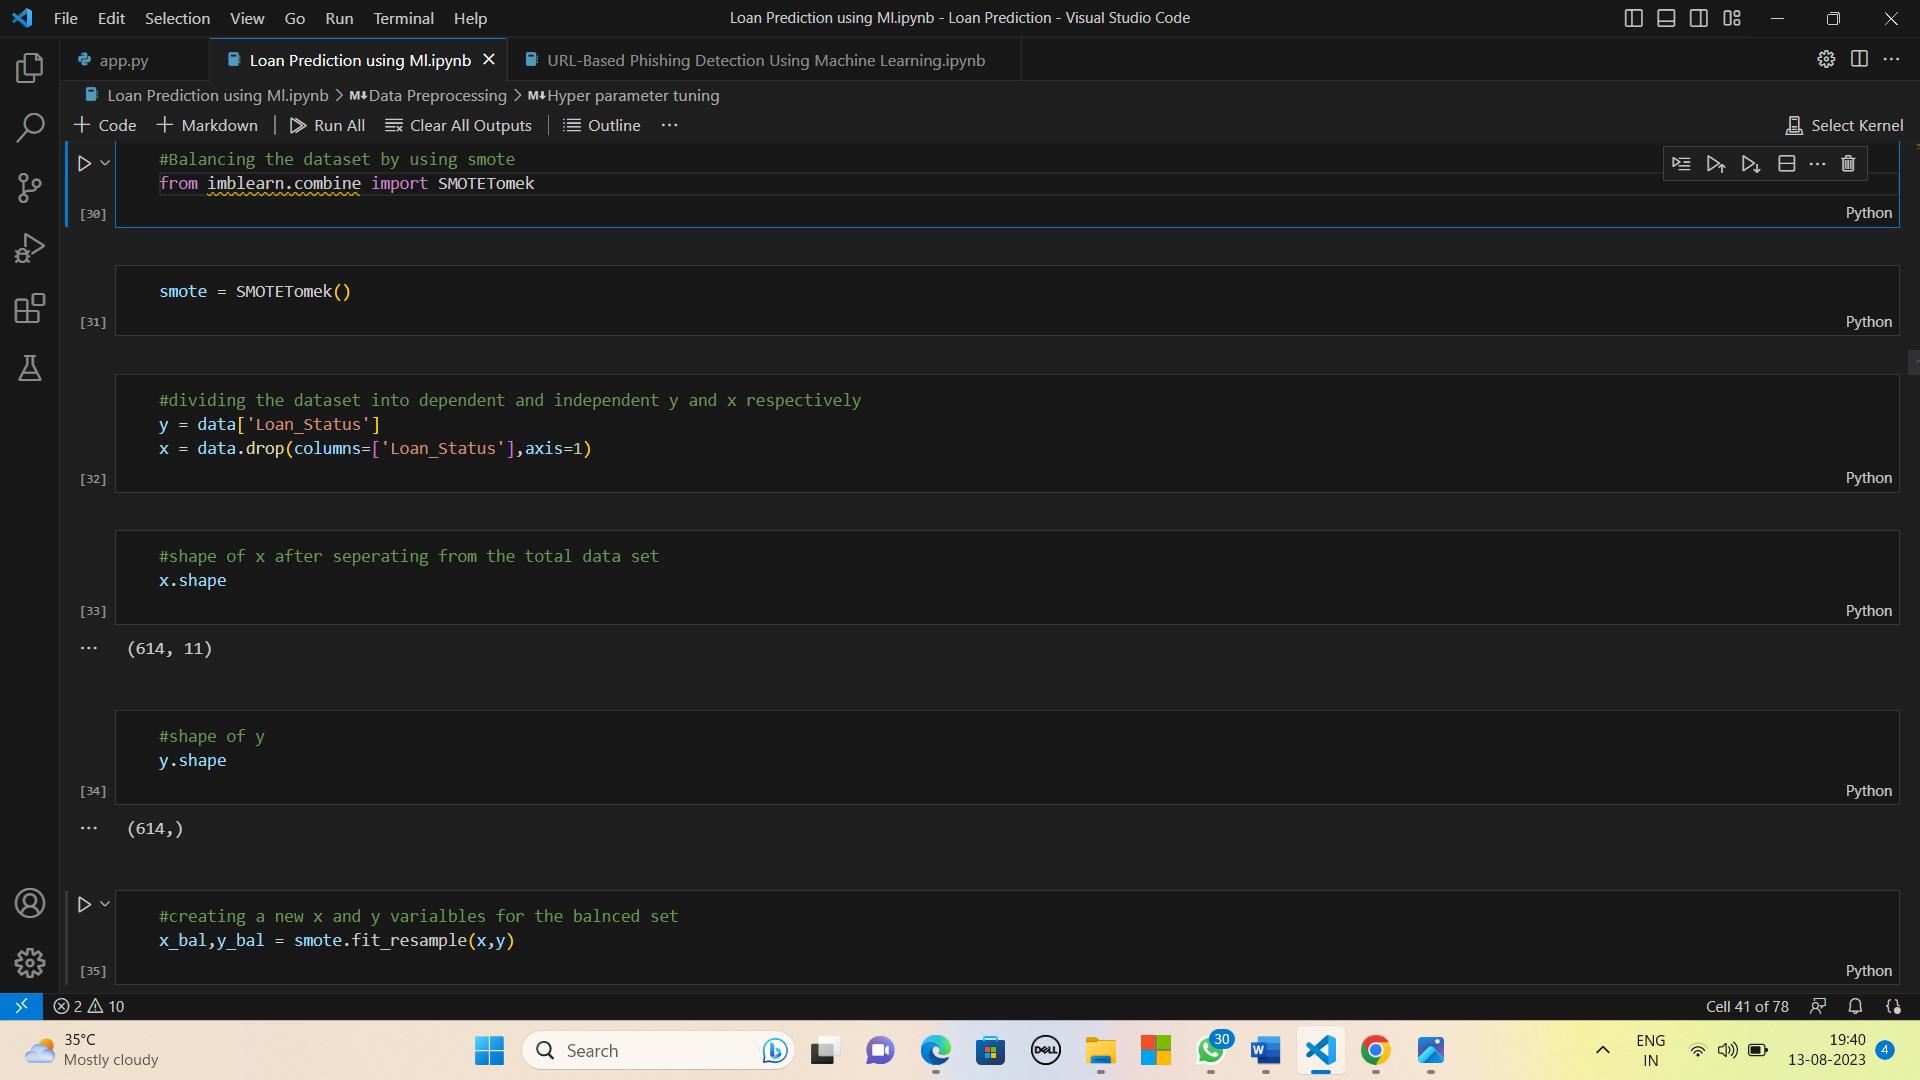 File Edit Selection View Go Run Terminal Help
Loan Prediction using Ml.ipynb - Loan Prediction - Visual Studio Code
app.py
Loan Prediction using Ml.ipynb
URL-Based Phishing Detection Using Machine Learning.ipynb
Loan Prediction using Ml.ipynb > M↓Data Preprocessing > M↓Hyper parameter tuning
+ Code + Markdown | Run All Clear All Outputs | Outline ...
Select Kernel
#Balancing the dataset by using smote
from imblearn.combine import SMOTETomek
[30]
Python
smote = SMOTETomek()
[31]
Python
#dividing the dataset into dependent and independent y and x respectively
y = data['Loan_Status']
x = data.drop(columns=['Loan_Status'],axis=1)
[32]
Python
#shape of x after seperating from the total data set
x.shape
[33]
Python
... (614, 11)
#shape of y
y.shape
[34]
Python
... (614,)
#creating a new x and y varialbles for the balnced set
x_bal,y_bal = smote.fit_resample(x,y)
[35]
Python
2 10
Cell 41 of 78
35°C
Mostly cloudy
Search
DELL
30
W
ENG
IN
19:40
13-08-2023
4